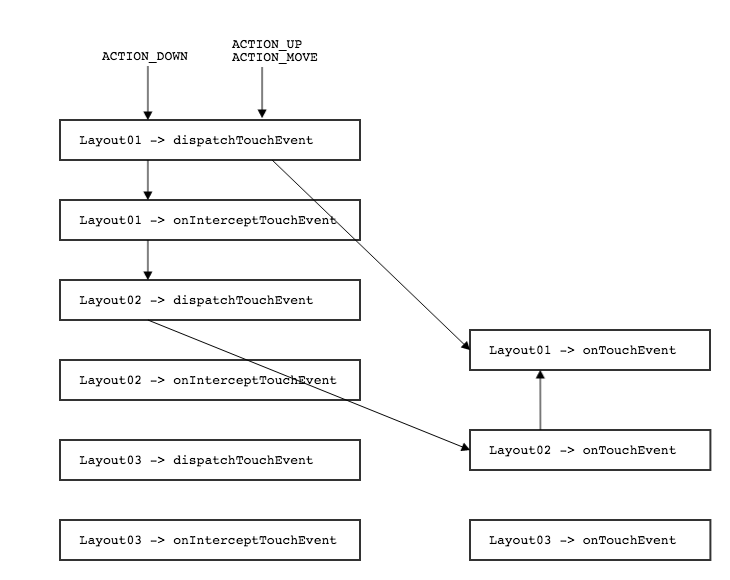 ACTION_DOWN
ACTION_UP
ACTION_MOVE
Layout01 -> dispatchTouchEvent
Layout01 -> onInterceptTouchEvent
Layout02 -> dispatchTouchEvent
Layout01 -> onTouchEvent
Layout02 -> onInterceptTouchEvent
Layout02 -> onTouchEvent
Layout03 -> dispatchTouchEvent
Layout03 -> onInterceptTouchEvent
Layout03 -> onTouchEvent